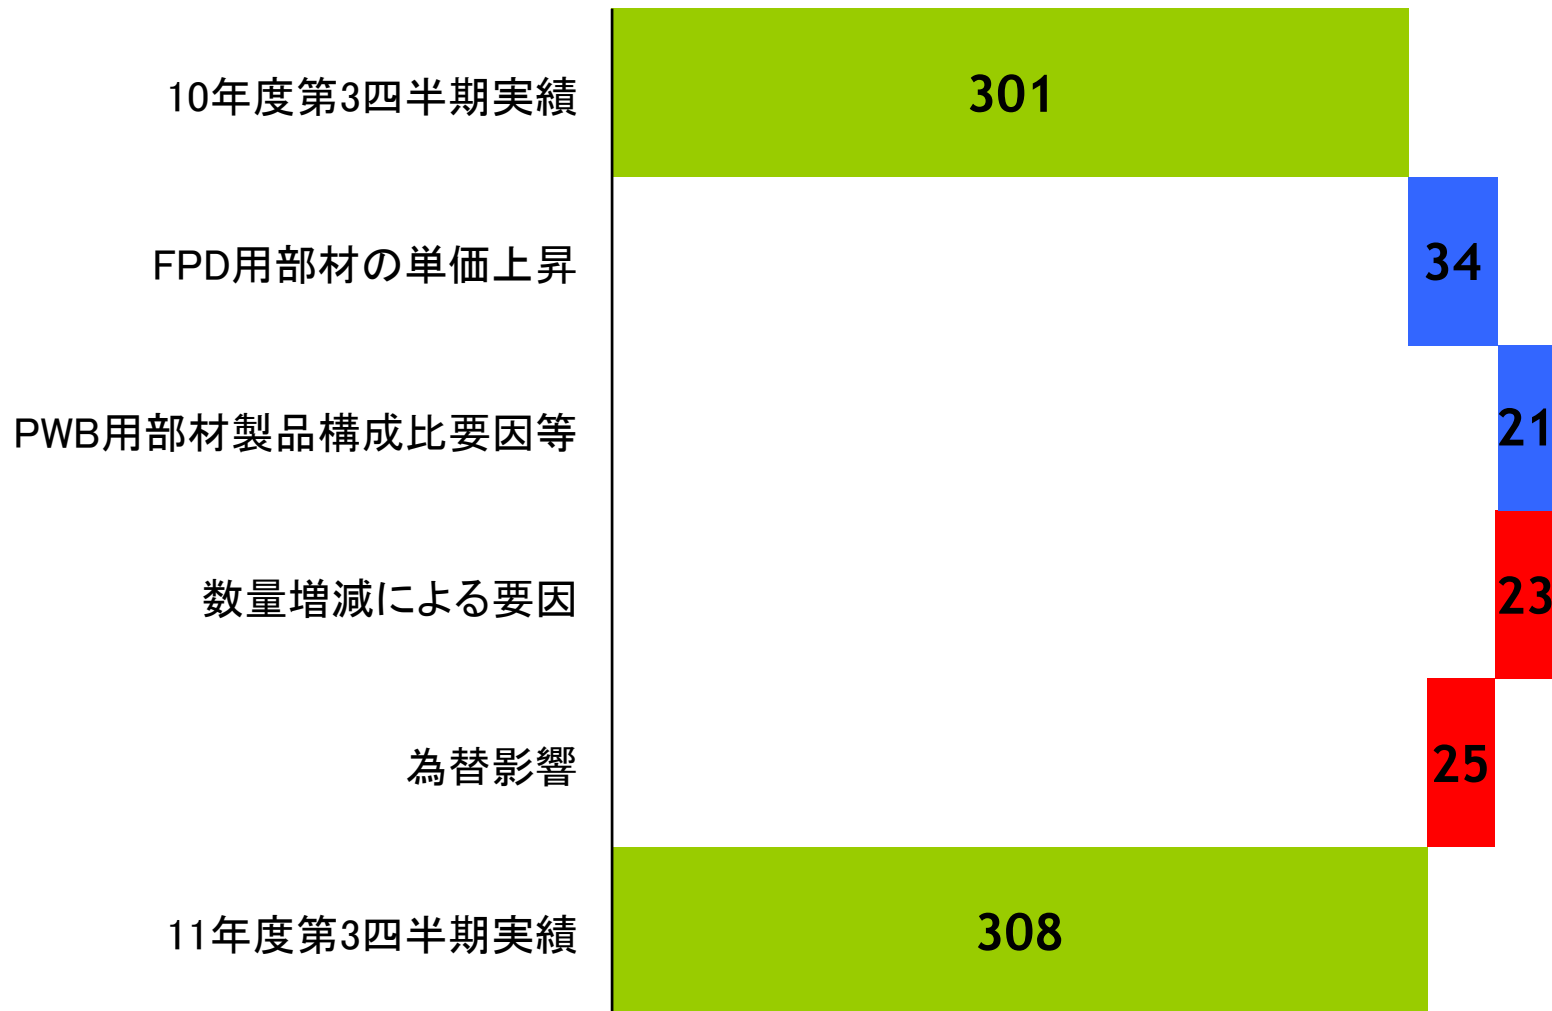 10年度第3四半期実績
301
FPD用部材の単価上昇
34
PWB用部材製品構成比要因等
21
数量増減による要因
23
為替影響
25
11年度第3四半期実績
308